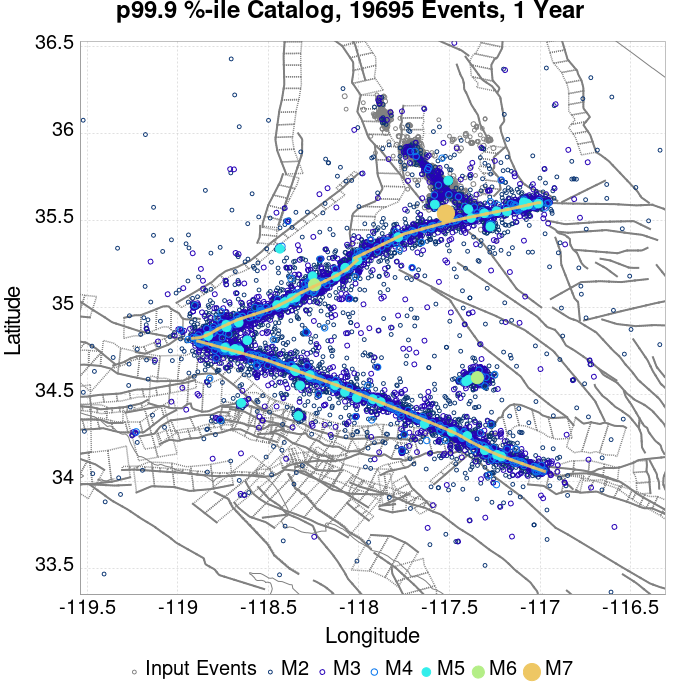 p99.9 %-ile Catalog, 19695 Events, 1 Year
36.5
36
35.5
35
34.5
34
33.5
Latitude
-119.5 -119 -118.5 -118 -117.5 -117 -116.5
Longitude
Input Events M2 M3 M4 M5 M6 M7